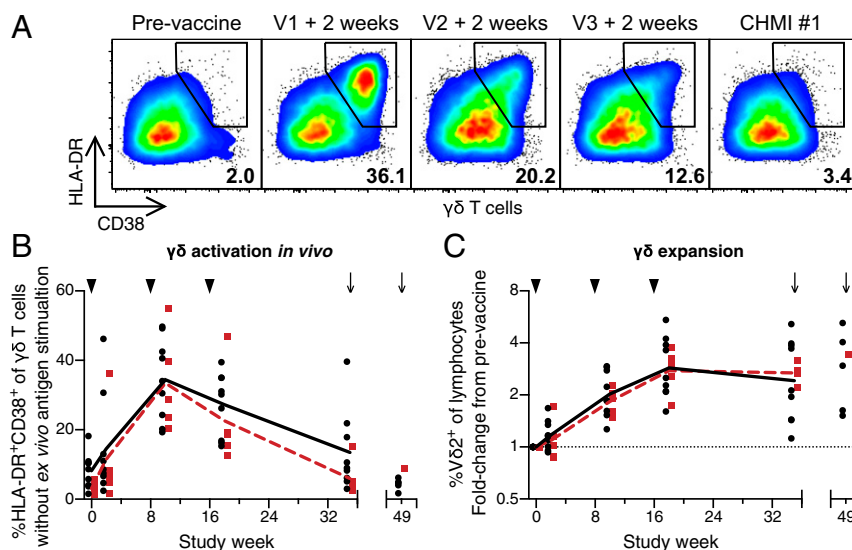 A
Pre-vaccine V1 + 2 weeks V2 + 2 weeks V3 + 2 weeks CHMI #1
HLA-DR
2.0 36.1 20.2 12.6 3.4
CD38
γδ T cells
B
γδ activation in vivo
%HLA-DR+CD38+ of γδ T cells
without ex vivo antigen stimualtion
60
40
20
0
0 8 16 24 32 49
Study week
C
γδ expansion
%Vδ2+ of lymphocytes
Fold-change from pre-vaccine
8
4
2
1
0.5
0 8 16 24 32 49
Study week